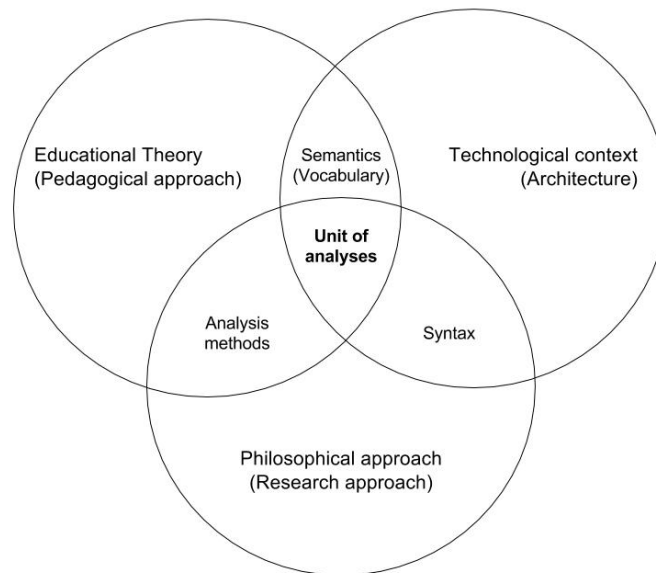 Educational Theory
(Pedagogical approach)
Semantics
(Vocabulary)
Technological context
(Architecture)
Unit of
analyses
Analysis
methods
Syntax
Philosophical approach
(Research approach)